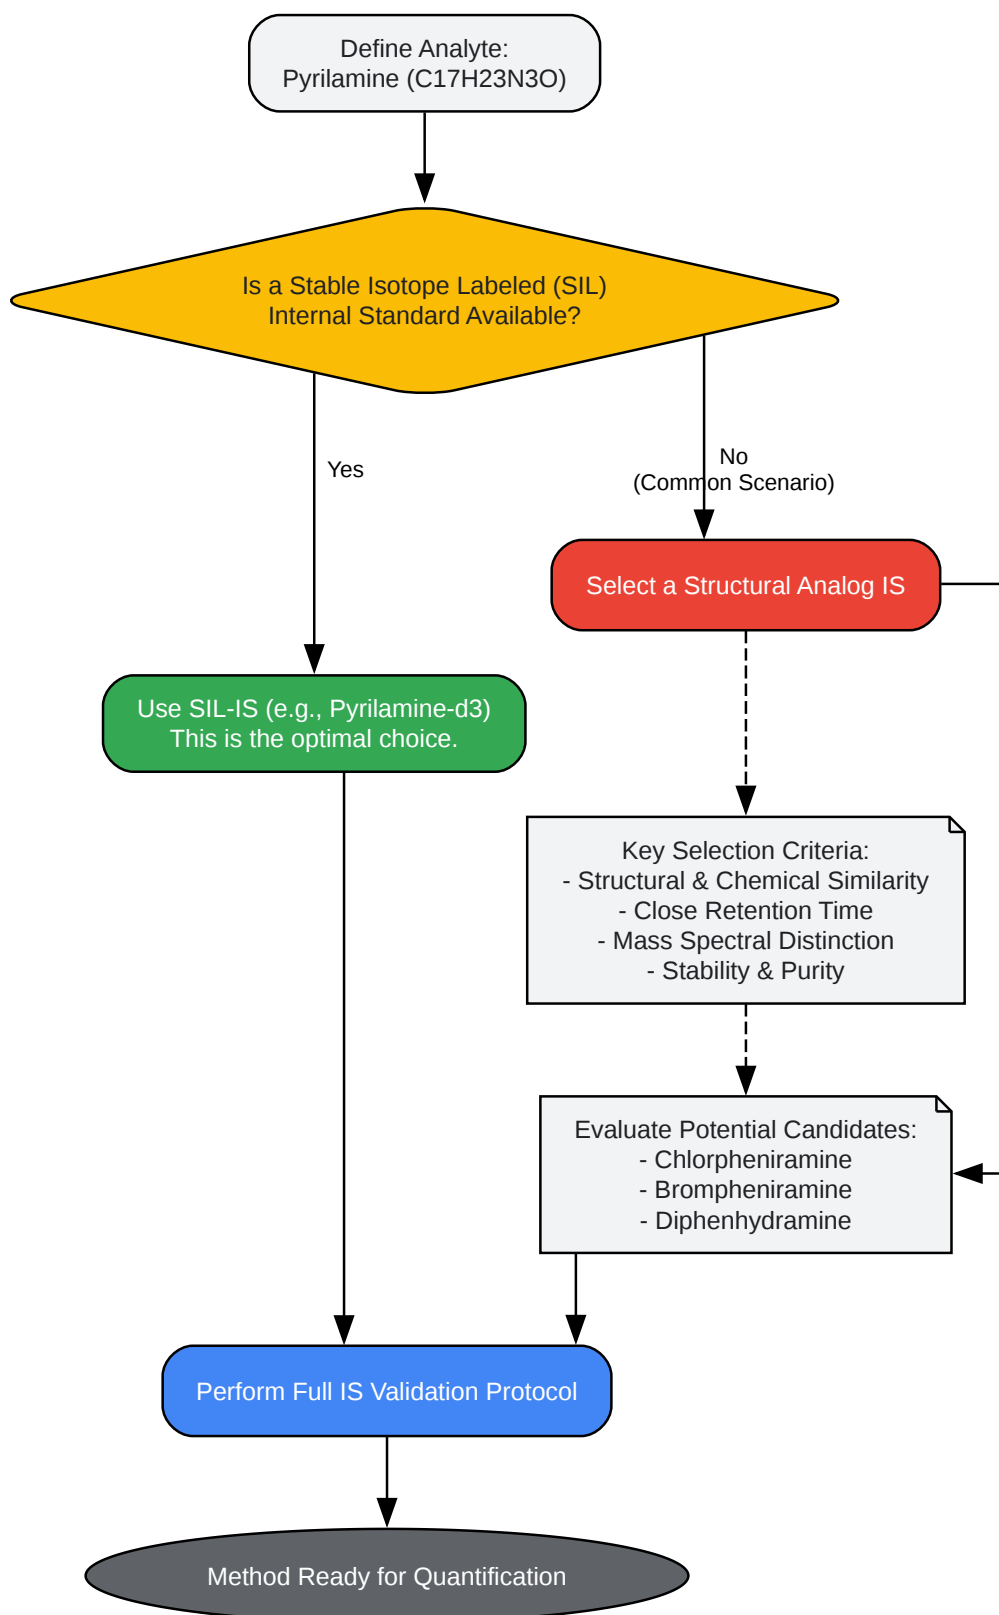 Define Analyte:
Pyrilamine (C17H23N3O)
Is a Stable Isotope Labeled (SIL)
Internal Standard Available?
Yes
No
(Common Scenario)
Select a Structural Analog IS
Use SIL-IS (e.g., Pyrilamine-d3)
This is the optimal choice.
Key Selection Criteria:
- Structural & Chemical Similarity
- Close Retention Time
- Mass Spectral Distinction
- Stability & Purity
Evaluate Potential Candidates:
- Chlorpheniramine
- Brompheniramine
- Diphenhydramine
Perform Full IS Validation Protocol
Method Ready for Quantification